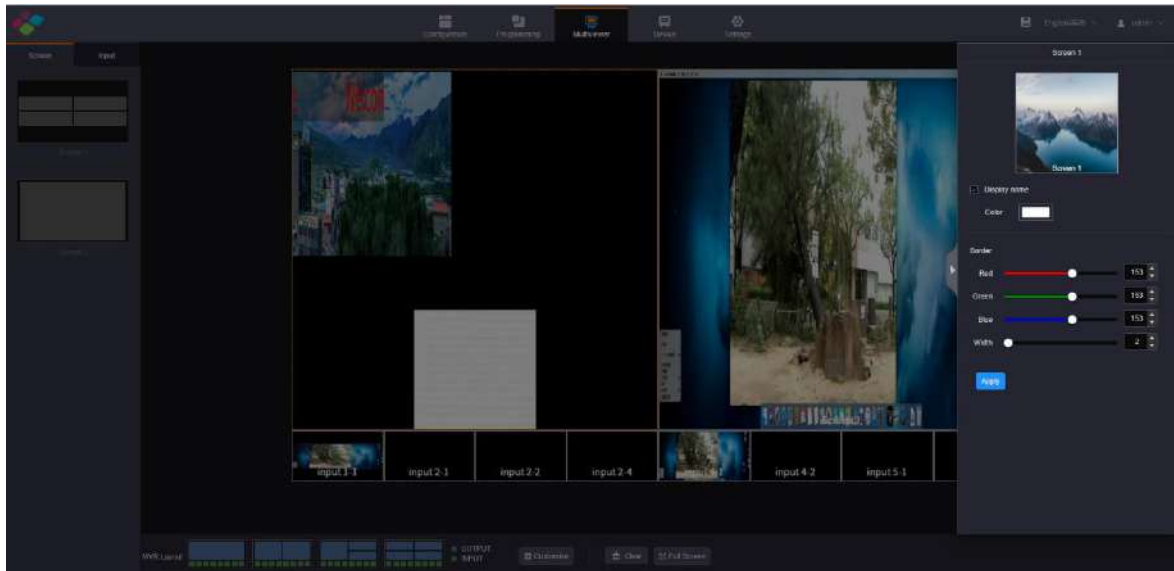 Configuration
Programming
Multiviewer
Device
Settings
admin
Screen
Input
Screen 1
Screen 1
Display name
Color
Border
Red
153
Green
153
Blue
153
Width
2
Apply
input 1-1
input 2-1
input 2-2
input 2-4
input 4-2
input 5-1
MVR Layout
OUTPUT
INPUT
Customize
Clear
Full Screen